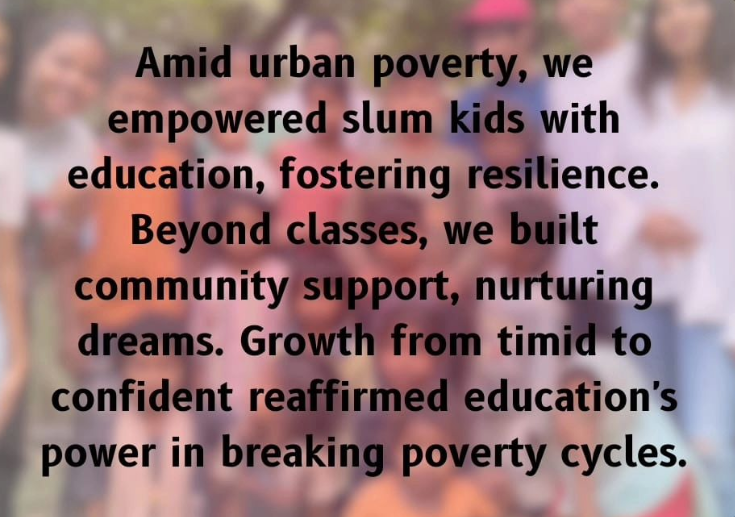 Amid urban poverty, we
empowered slum kids with
education, fostering resilience.
Beyond classes, we built
community support, nurturing
dreams. Growth from timid to
confident reaffirmed education's
power in breaking poverty cycles.